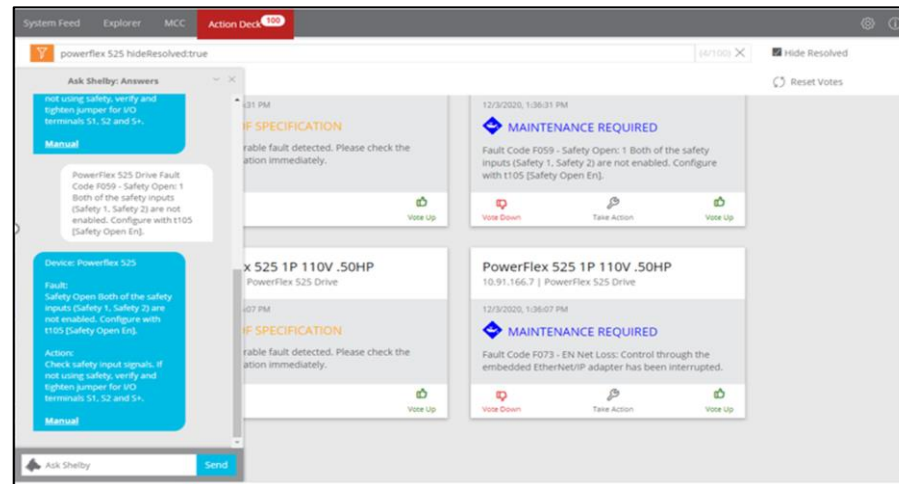 System Feed Explorer MCC Action Deck 100
powerflex 525 hideResolved:true (4/100) X Hide Resolved
Reset Votes
Ask Shelby: Answers
not using safety, verify and
tighten jumper for I/O
terminals S1, S2 and S+.
Manual
PowerFlex 525 Drive Fault
Code F059 - Safety Open: 1
Both of the safety inputs
(Safety 1, Safety 2) are not
enabled. Configure with t105
[Safety Open En].
Device: Powerflex 525
Fault:
Safety Open Both of the safety
inputs (Safety 1, Safety 2) are
not enabled. Configure with
t105 [Safety Open En].
Action:
Check safety input signals. If
not using safety, verify and
tighten jumper for I/O
terminals S1, S2 and S+.
Manual
Ask Shelby Send
:31 PM
OF SPECIFICATION
rable fault detected. Please check the
ation immediately.
Vote Up
12/3/2020, 1:36:31 PM
MAINTENANCE REQUIRED
Fault Code F059 - Safety Open: 1 Both of the safety
inputs (Safety 1, Safety 2) are not enabled. Configure
with t105 [Safety Open En].
Vote Down Take Action Vote Up
x 525 1P 110V .50HP
PowerFlex 525 Drive
:07 PM
OF SPECIFICATION
rable fault detected. Please check the
ation immediately.
Vote Up
PowerFlex 525 1P 110V .50HP
10.91.166.7 | PowerFlex 525 Drive
12/3/2020, 1:36:07 PM
MAINTENANCE REQUIRED
Fault Code F073 - EN Net Loss: Control through the
embedded EtherNet/IP adapter has been interrupted.
Vote Down Take Action Vote Up